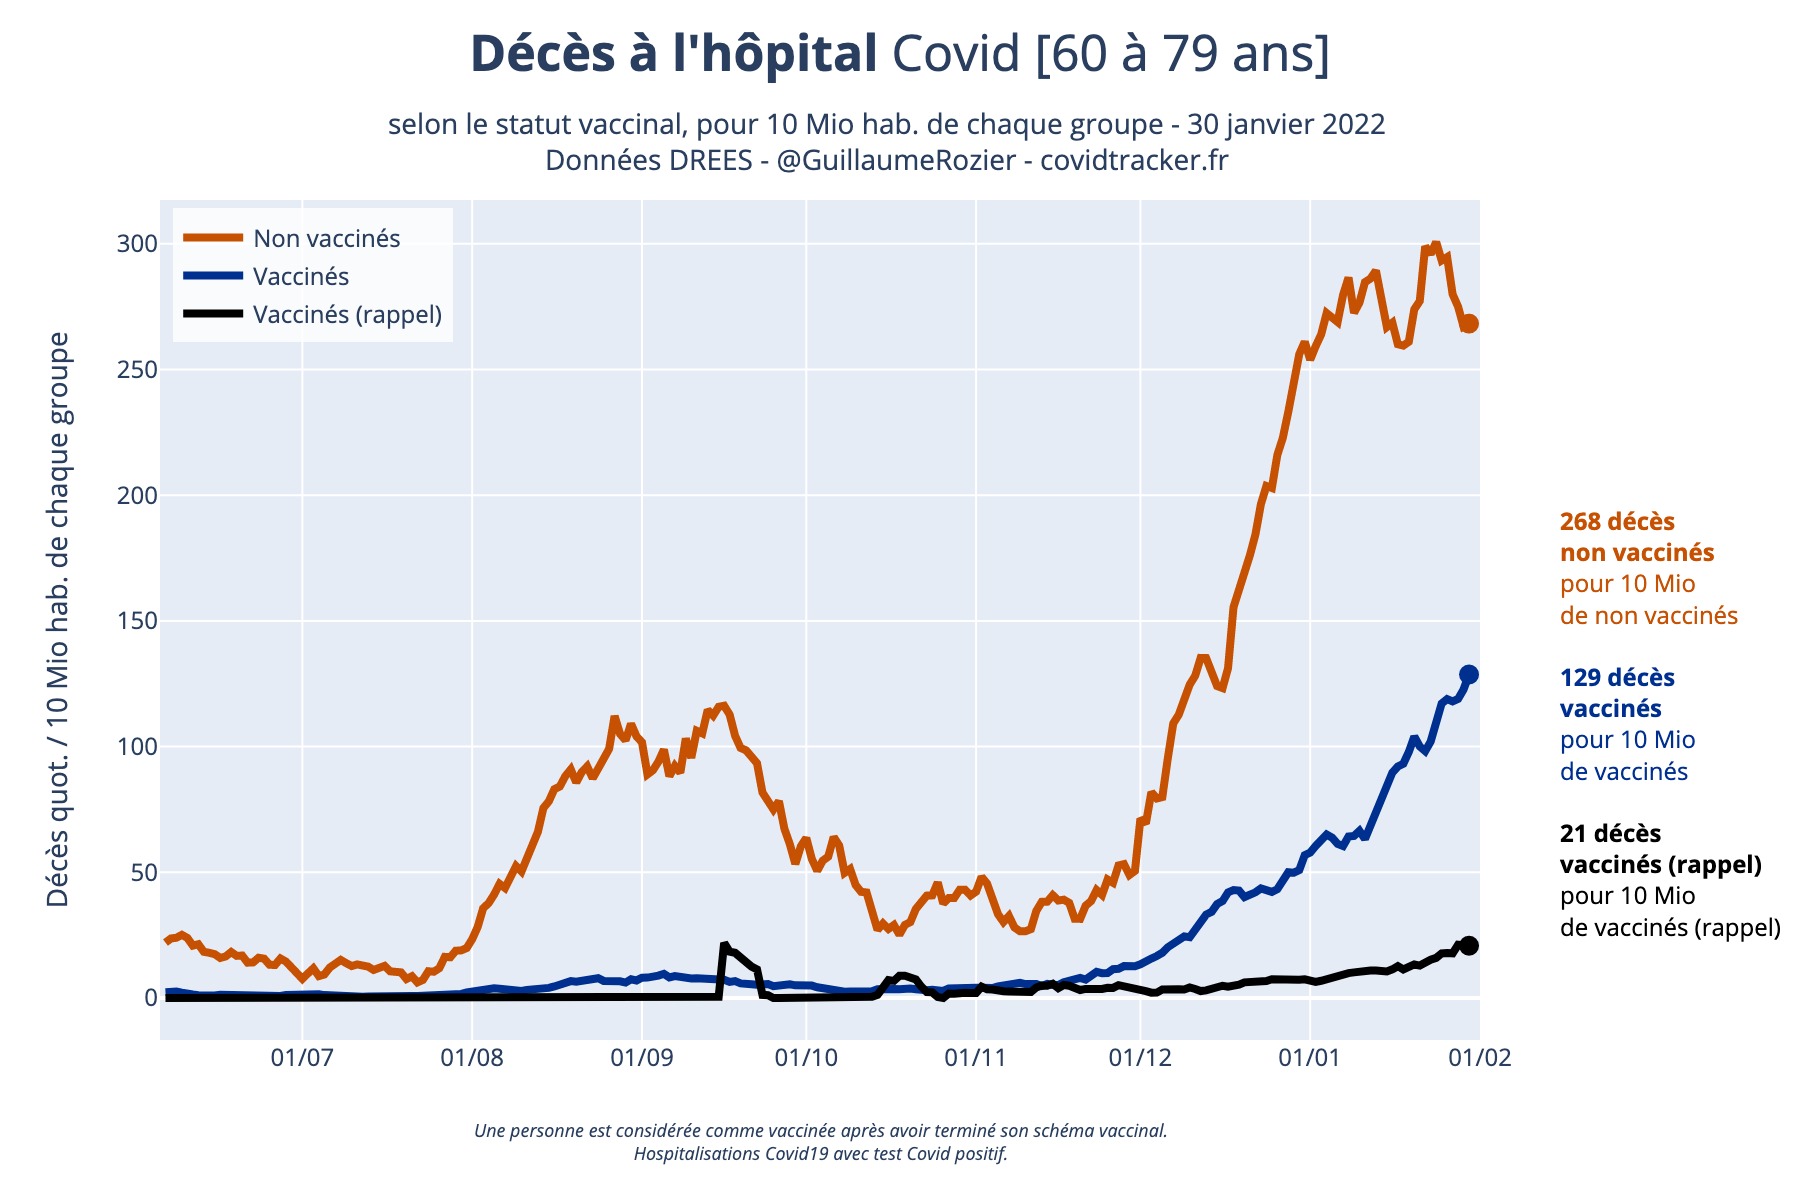 Décès à l'hôpital Covid [60 à 79 ans]
selon le statut vaccinal, pour 10 Mio hab. de chaque groupe - 30 janvier 2022
Données DREES - @GuillaumeRozier - covidtracker.fr
Non vaccinés
Vaccinés
Vaccinés (rappel)
Décès quot. / 10 Mio hab. de chaque groupe
300
250
200
150
100
50
0
01/07
01/08
01/09
01/10
01/11
01/12
01/01
01/02
268 décès
non vaccinés
pour 10 Mio
de non vaccinés
129 décès
vaccinés
pour 10 Mio
de vaccinés
21 décès
vaccinés (rappel)
pour 10 Mio
de vaccinés (rappel)
Une personne est considérée comme vaccinée après avoir terminé son schéma vaccinal.
Hospitalisations Covid19 avec test Covid positif.